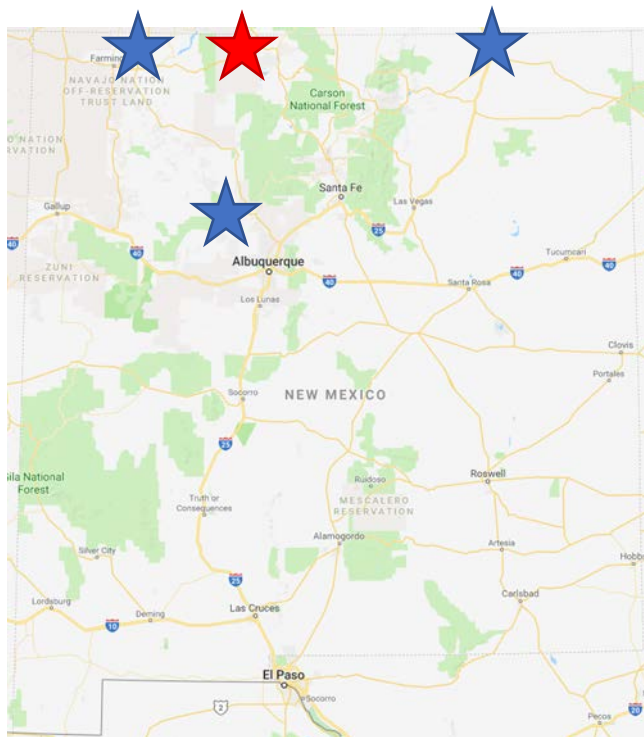 Farming
NAVAJO NATION
OFF-RESERVATION
TRUST LAND
Carson
National Forest
O NATION
RVATION
Santa Fe
Gallup
Las Vegas
25
40
40
Tucumcari
40
ZUNI
RESERVATION
Albuquerque
40
40
Santa Rosa
Los Lunas
Clovis
Portales
Socorro
NEW MEXICO
25
ila National
Forest
Roswell
Ruidoso
MESCALERO
RESERVATION
Truth or
Consequences
Alamogordo
Artesia
Silver City
Hobb
25
Carlsbad
Lordsburg
Las Cruces
Deming
10
El Paso
Socorro
2
20
Pecos